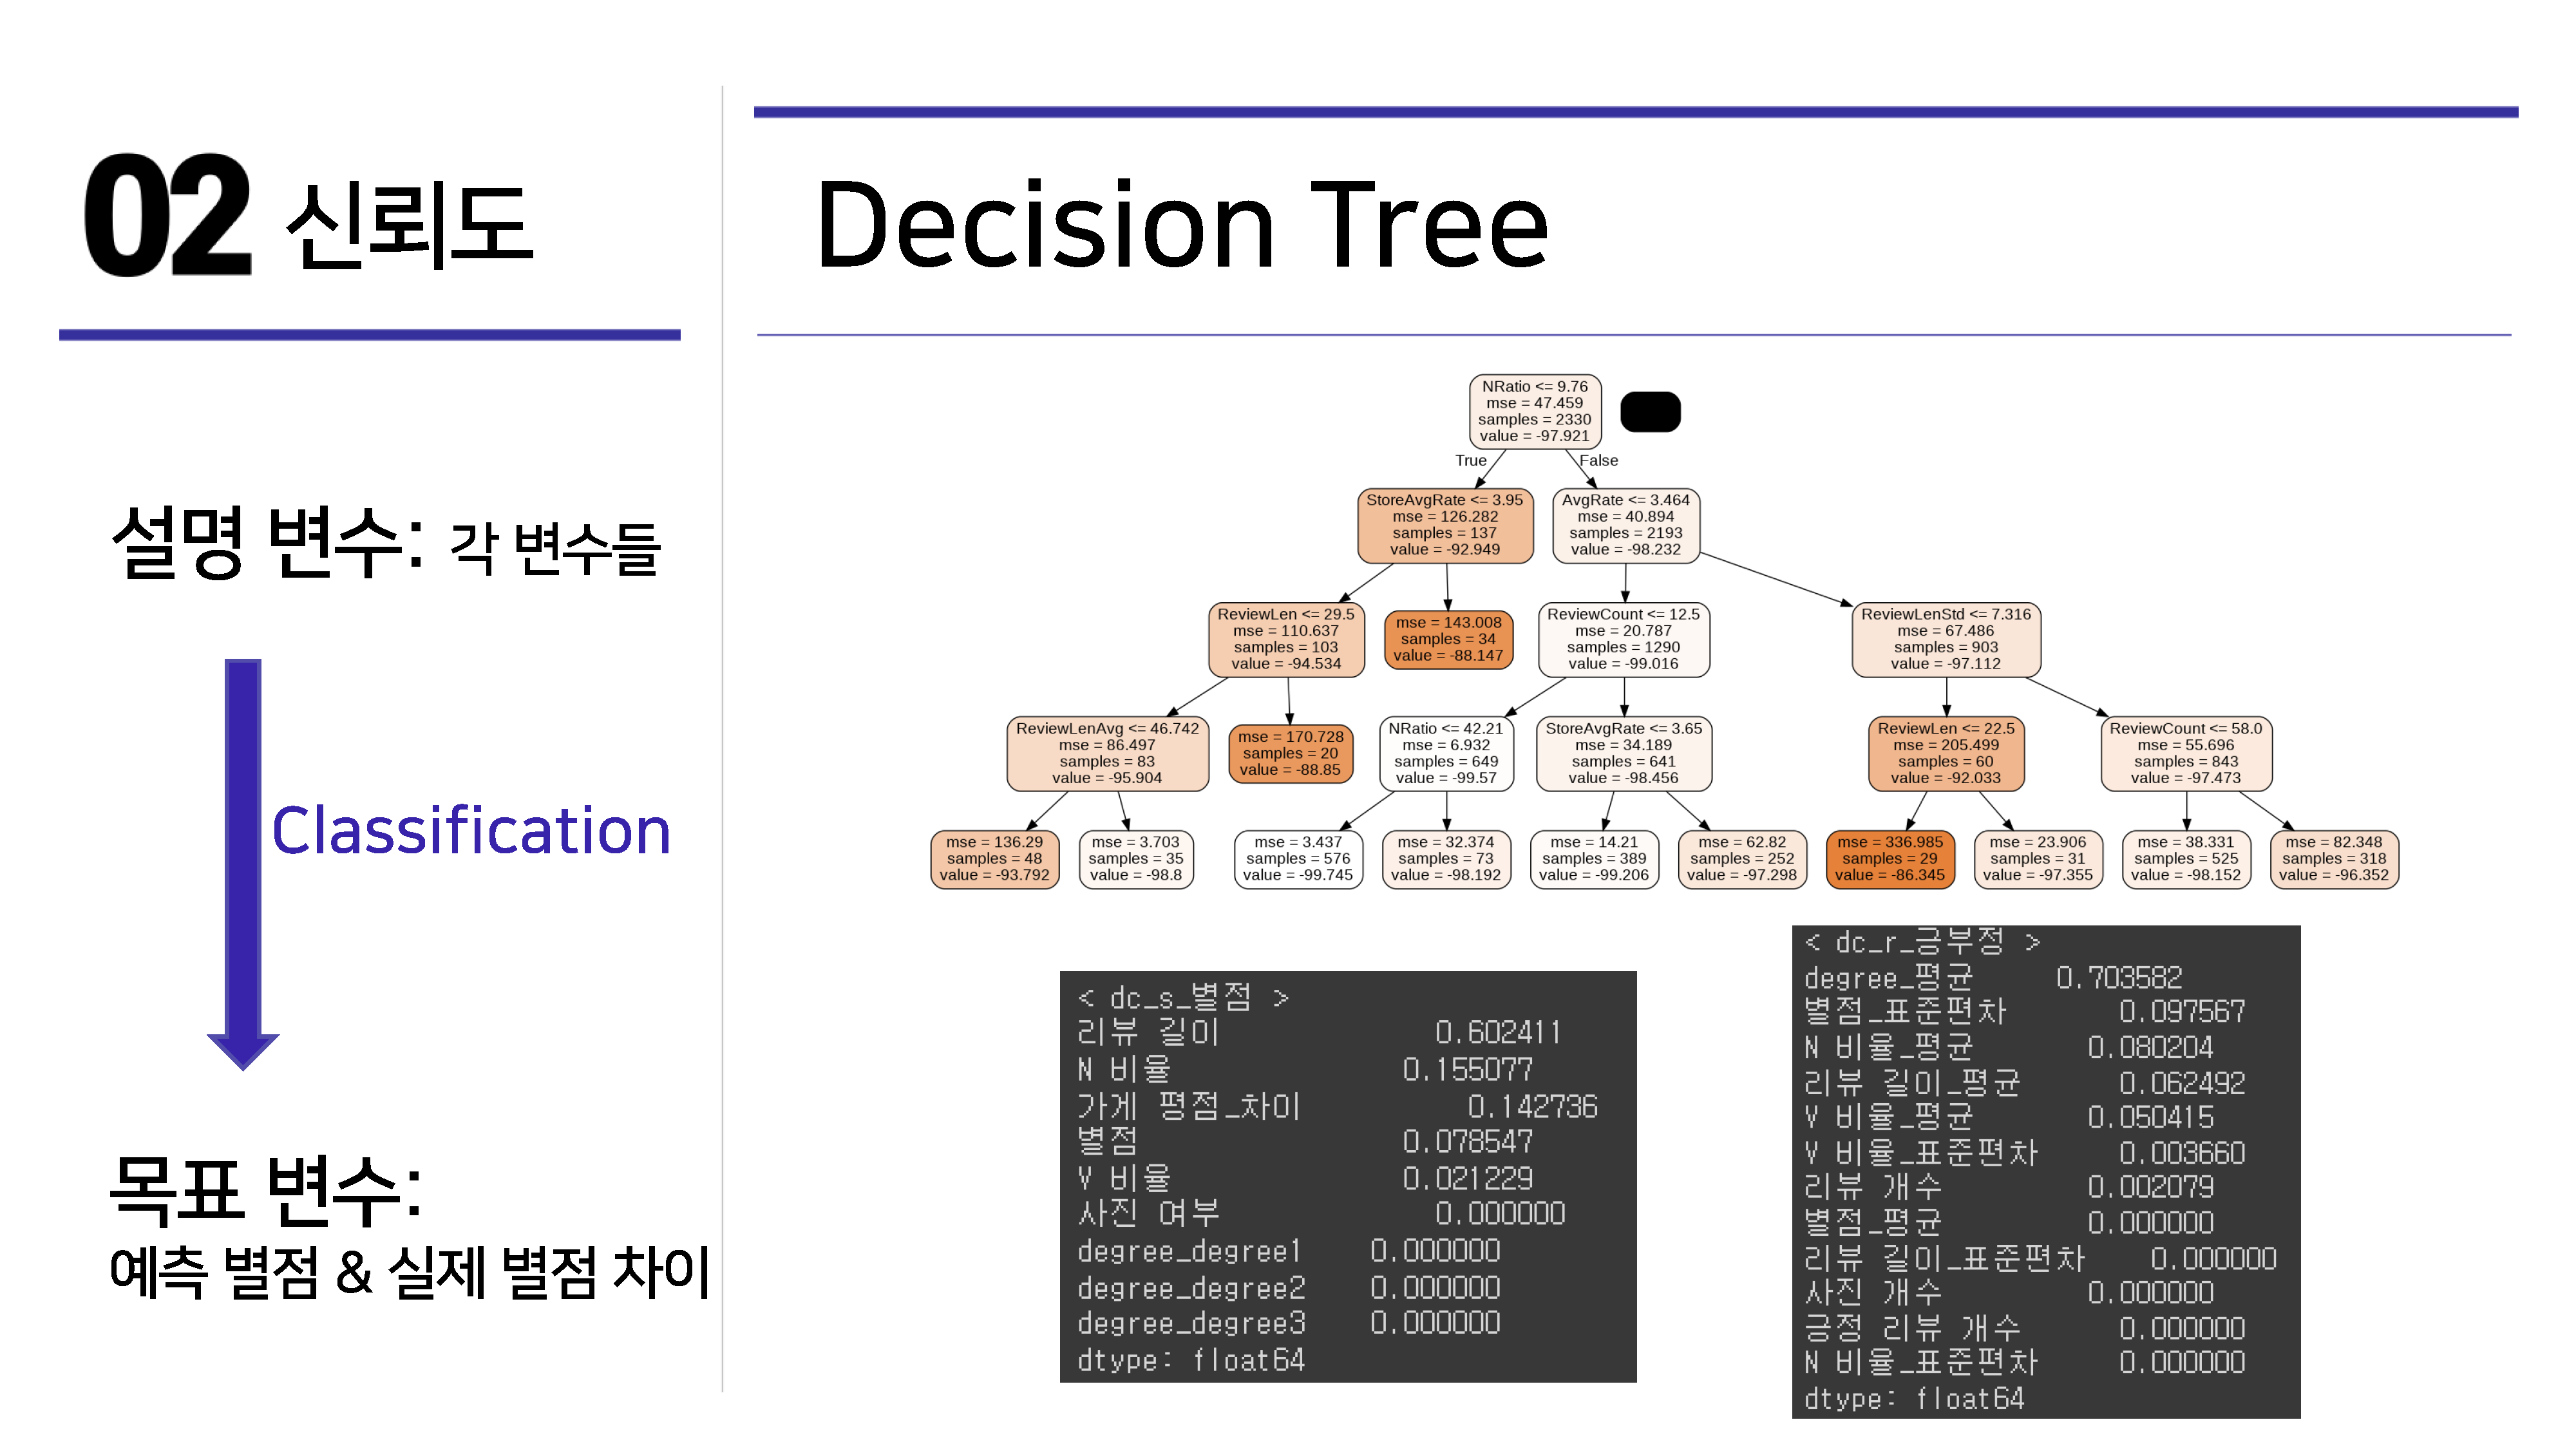 02 신뢰도
설명 변수: 각 변수들
Classification
목표 변수:
예측 별점 & 실제 별점 차이
Decision Tree
NRatio <= 9.76
mse = 47.459
samples = 2330
value = -97.921
True
False
StoreAvgRate <= 3.95
mse = 126.282
samples = 137
value = -92.949
AvgRate <= 3.464
mse = 40.894
samples = 2193
value = -98.232
ReviewLen <= 29.5
mse = 110.637
samples = 103
value = -94.534
mse = 143.008
samples = 34
value = -88.147
ReviewCount <= 12.5
mse = 20.787
samples = 1290
value = -99.016
ReviewLenStd <= 7.316
mse = 67.486
samples = 903
value = -97.112
ReviewLenAvg <= 46.742
mse = 86.497
samples = 83
value = -95.904
mse = 170.728
samples = 20
value = -88.85
NRatio <= 42.21
mse = 6.932
samples = 649
value = -99.57
StoreAvgRate <= 3.65
mse = 34.189
samples = 641
value = -98.456
ReviewLen <= 22.5
mse = 205.499
samples = 60
value = -92.033
ReviewCount <= 58.0
mse = 55.696
samples = 843
value = -97.473
mse = 136.29
samples = 48
value = -93.792
mse = 3.703
samples = 35
value = -98.8
mse = 3.437
samples = 576
value = -99.745
mse = 32.374
samples = 73
value = -98.192
mse = 14.21
samples = 389
value = -99.206
mse = 62.82
samples = 252
value = -97.298
mse = 336.985
samples = 29
value = -86.345
mse = 23.906
samples = 31
value = -97.355
mse = 38.331
samples = 525
value = -98.152
mse = 82.348
samples = 318
value = -96.352
< dc_s_별점 >
리뷰 길이 0.602411
N 비율 0.155077
가게 평점_차이 0.142736
별점 0.078547
V 비율 0.021229
사진 여부 0.000000
degree_degree1 0.000000
degree_degree2 0.000000
degree_degree3 0.000000
dtype: float64
< dc_r_긍부정 >
degree_평균 0.703582
별점_표준편차 0.097567
N 비율_평균 0.080204
리뷰 길이_평균 0.062492
V 비율_평균 0.050415
V 비율_표준편차 0.003660
리뷰 개수 0.002079
별점_평균 0.000000
리뷰 길이_표준편차 0.000000
사진 개수 0.000000
긍정 리뷰 개수 0.000000
N 비율_표준편차 0.000000
dtype: float64